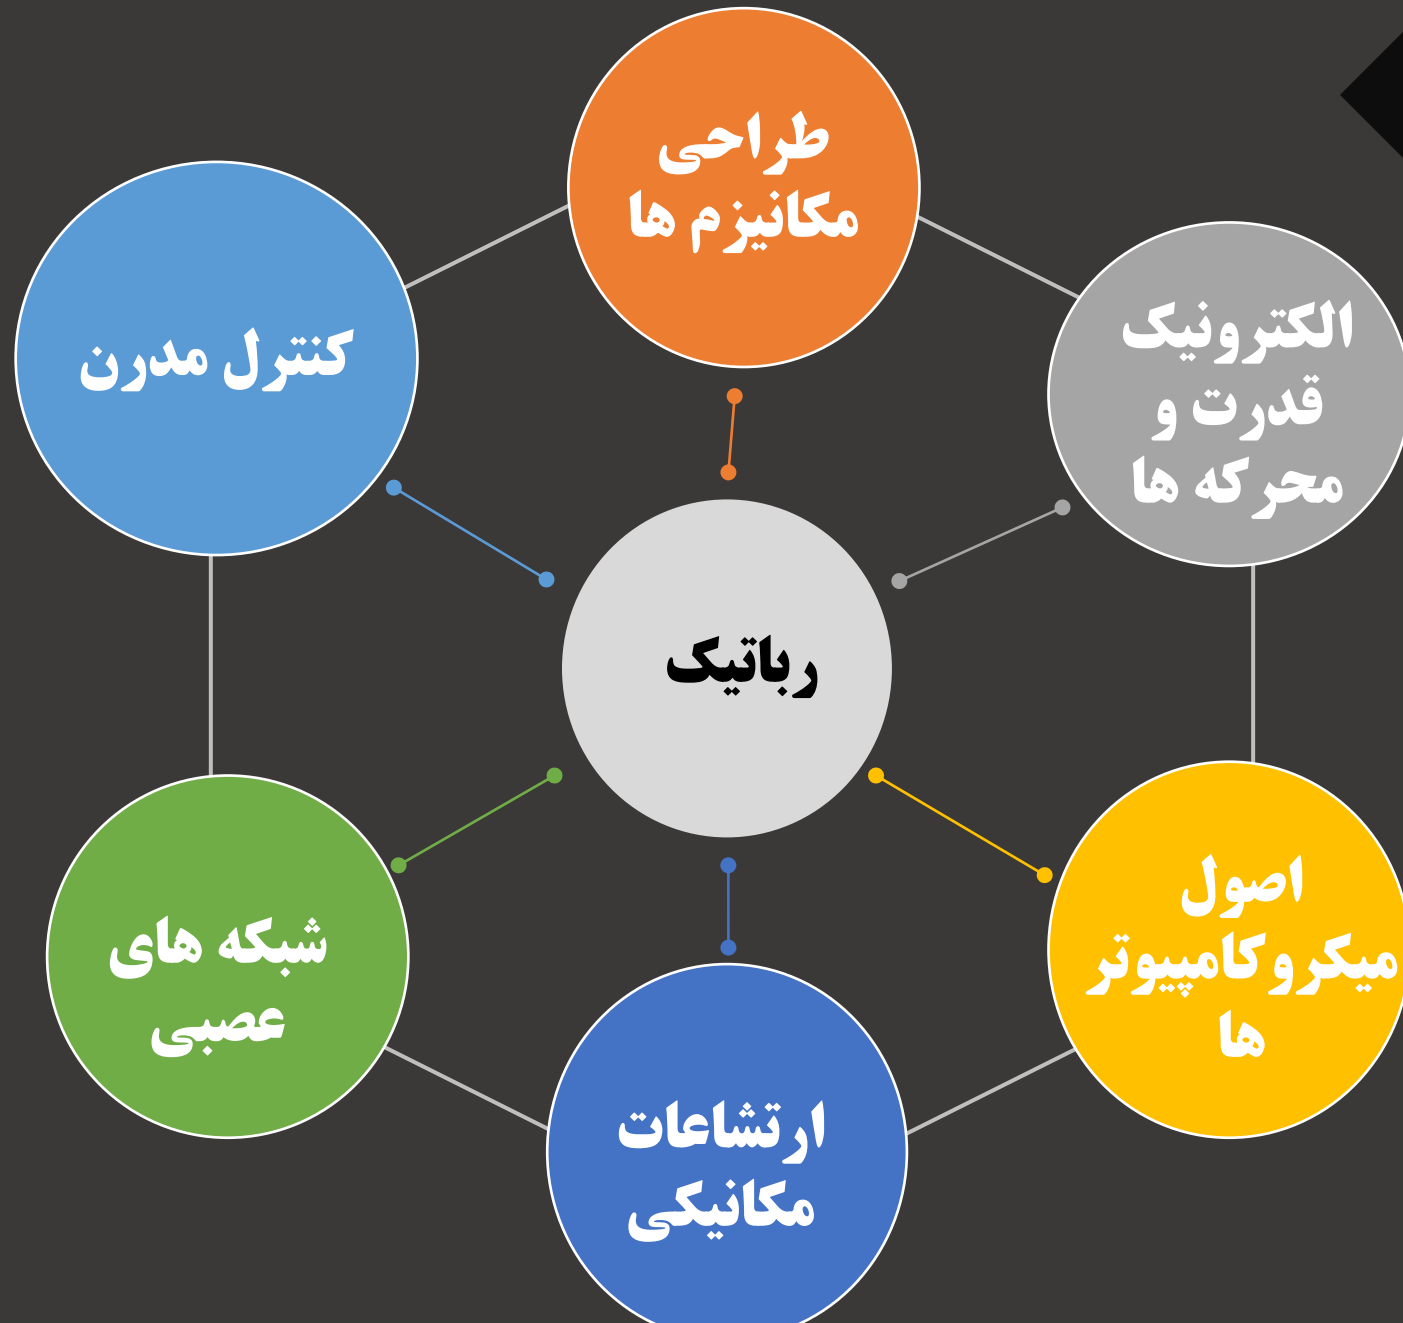 طراحی
مکانیزم ها
الکترونیک
قدرت و
محرکه ها
کنترل مدرن
رباتیک
اصول
میکروکامپیوتر
ها
شبکه های
عصبی
ارتشاعات
مکانیکی